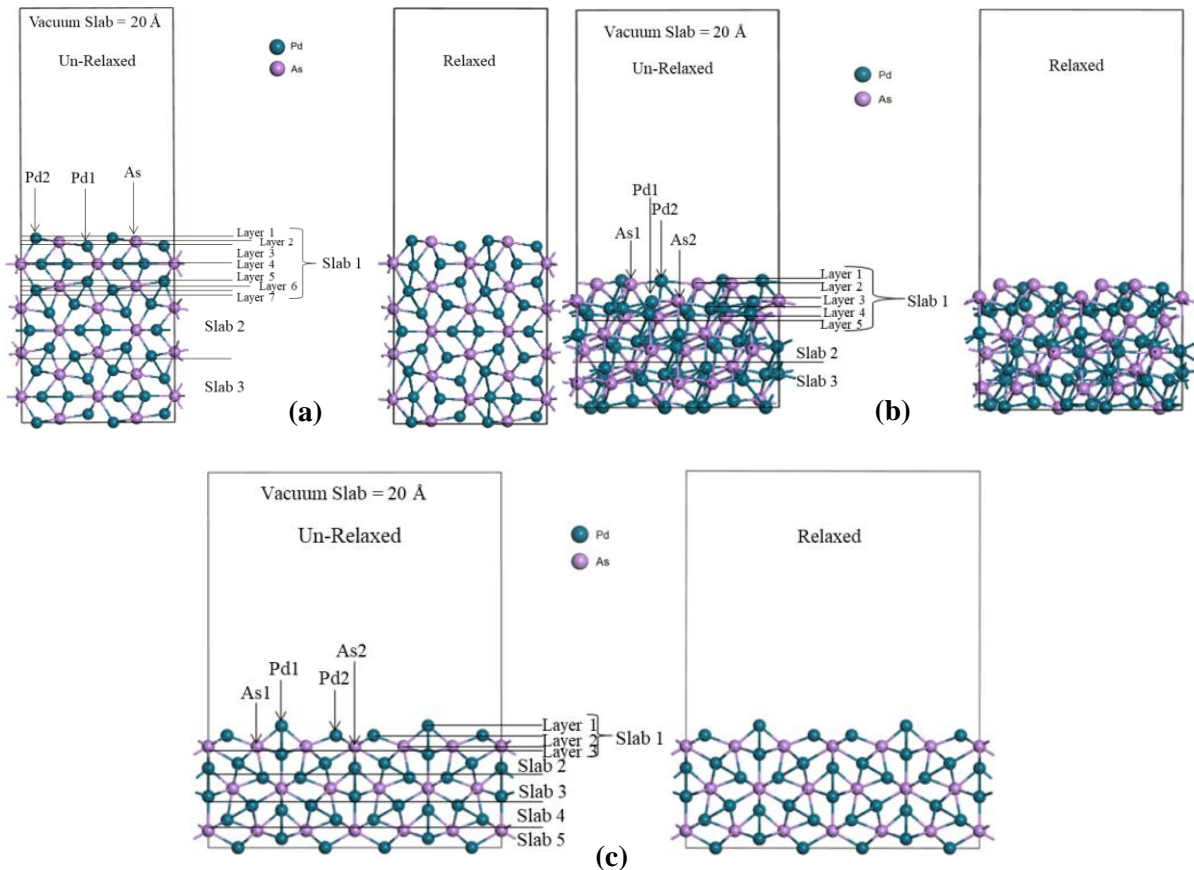 Vacuum Slab = 20 Å
Un-Relaxed
Pd
As
Relaxed
Pd2
Pd1
As
Layer 1
Layer 2
Layer 3
Layer 4
Layer 5
Layer 6
Layer 7
Slab 1
Slab 2
Slab 3
(a)
Vacuum Slab = 20 Å
Un-Relaxed
Pd
As
Relaxed
Pd1
Pd2
As1
As2
Layer 1
Layer 2
Layer 3
Layer 4
Layer 5
Slab 1
Slab 2
Slab 3
(b)
Vacuum Slab = 20 Å
Un-Relaxed
Pd
As
Relaxed
As2
Pd1
Pd2
As1
Layer 1
Layer 2
Layer 3
Slab 1
Slab 2
Slab 3
Slab 4
Slab 5
(c)